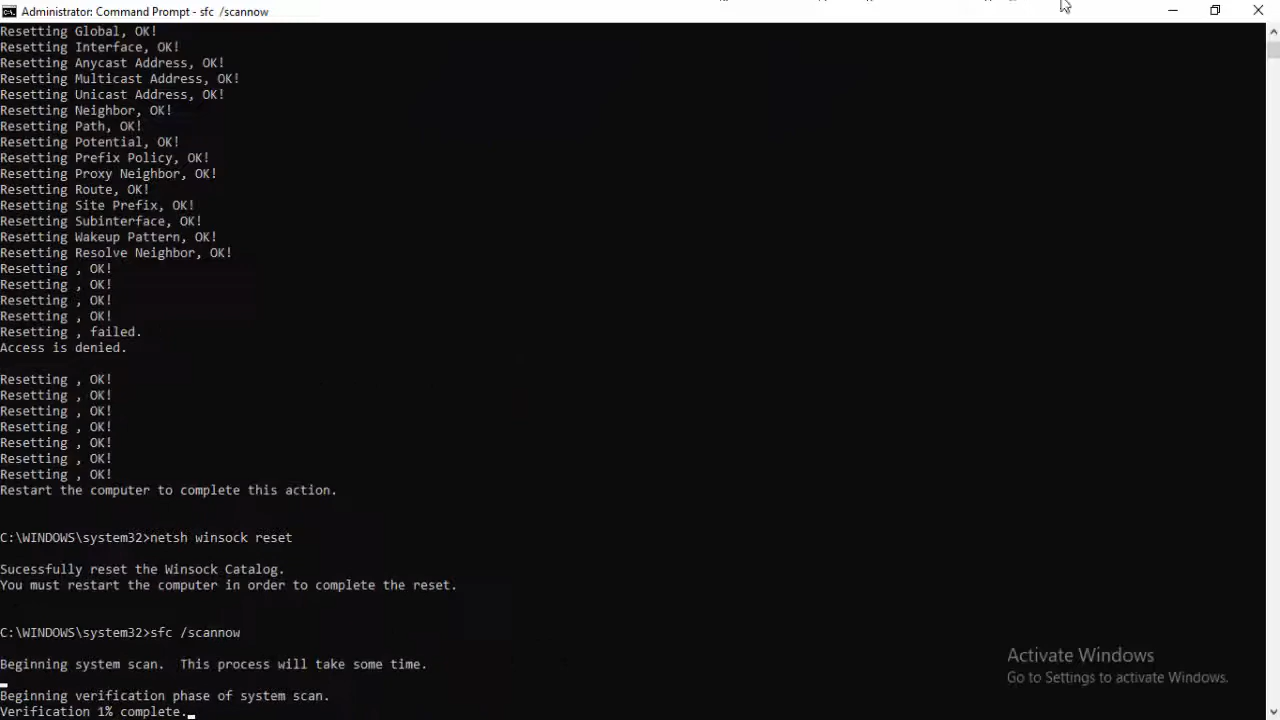 Administrator: Command Prompt - sfc  /scannow
Resetting Global, OK!
Resetting Interface, OK!
Resetting Anycast Address, OK!
Resetting Multicast Address, OK!
Resetting Unicast Address, OK!
Resetting Neighbor, OK!
Resetting Path, OK!
Resetting Potential, OK!
Resetting Prefix Policy, OK!
Resetting Proxy Neighbor, OK!
Resetting Route, OK!
Resetting Site Prefix, OK!
Resetting Subinterface, OK!
Resetting Wakeup Pattern, OK!
Resetting Resolve Neighbor, OK!
Resetting , OK!
Resetting , OK!
Resetting , OK!
Resetting , OK!
Resetting , failed.
Access is denied.
Resetting , OK!
Resetting , OK!
Resetting , OK!
Resetting , OK!
Resetting , OK!
Resetting , OK!
Resetting , OK!
Restart the computer to complete this action.
C:\WINDOWS\system32>netsh winsock reset
Sucessfully reset the Winsock Catalog.
You must restart the computer in order to complete the reset.
C:\WINDOWS\system32>sfc /scannow
Beginning system scan.  This process will take some time.
Beginning verification phase of system scan.
Verification 1% complete.
Activate Windows
Go to Settings to activate Windows.